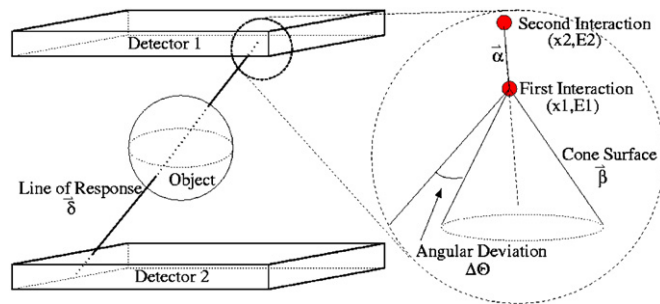 Detector 1
Second Interaction
(x2,E2)
α
First Interaction
(x1,E1)
Object
Line of Response
δ
Cone Surface
β
Angular Deviation
ΔΘ
Detector 2